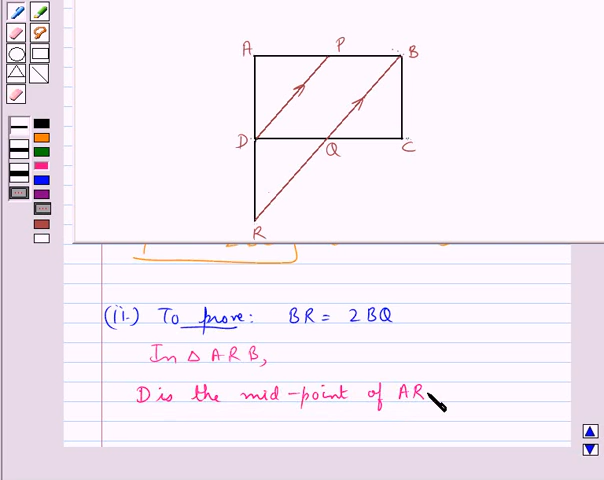 A P B
D Q C
R
(ii.) To prove: BR = 2BQ
In △ ARB,
D is the mid-point of AR